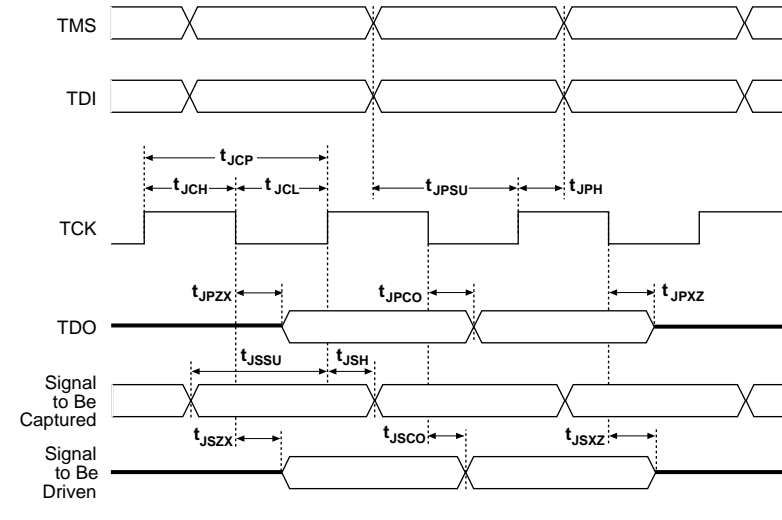 TMS
TDI
tJCP
tJCH
tJCL
tJPSU
tJPH
TCK
tJPZX
tJPCO
tJPXZ
TDO
tJSSU
tJSH
Signal
to Be
Captured
tJSZX
tJSCO
tJSXZ
Signal
to Be
Driven